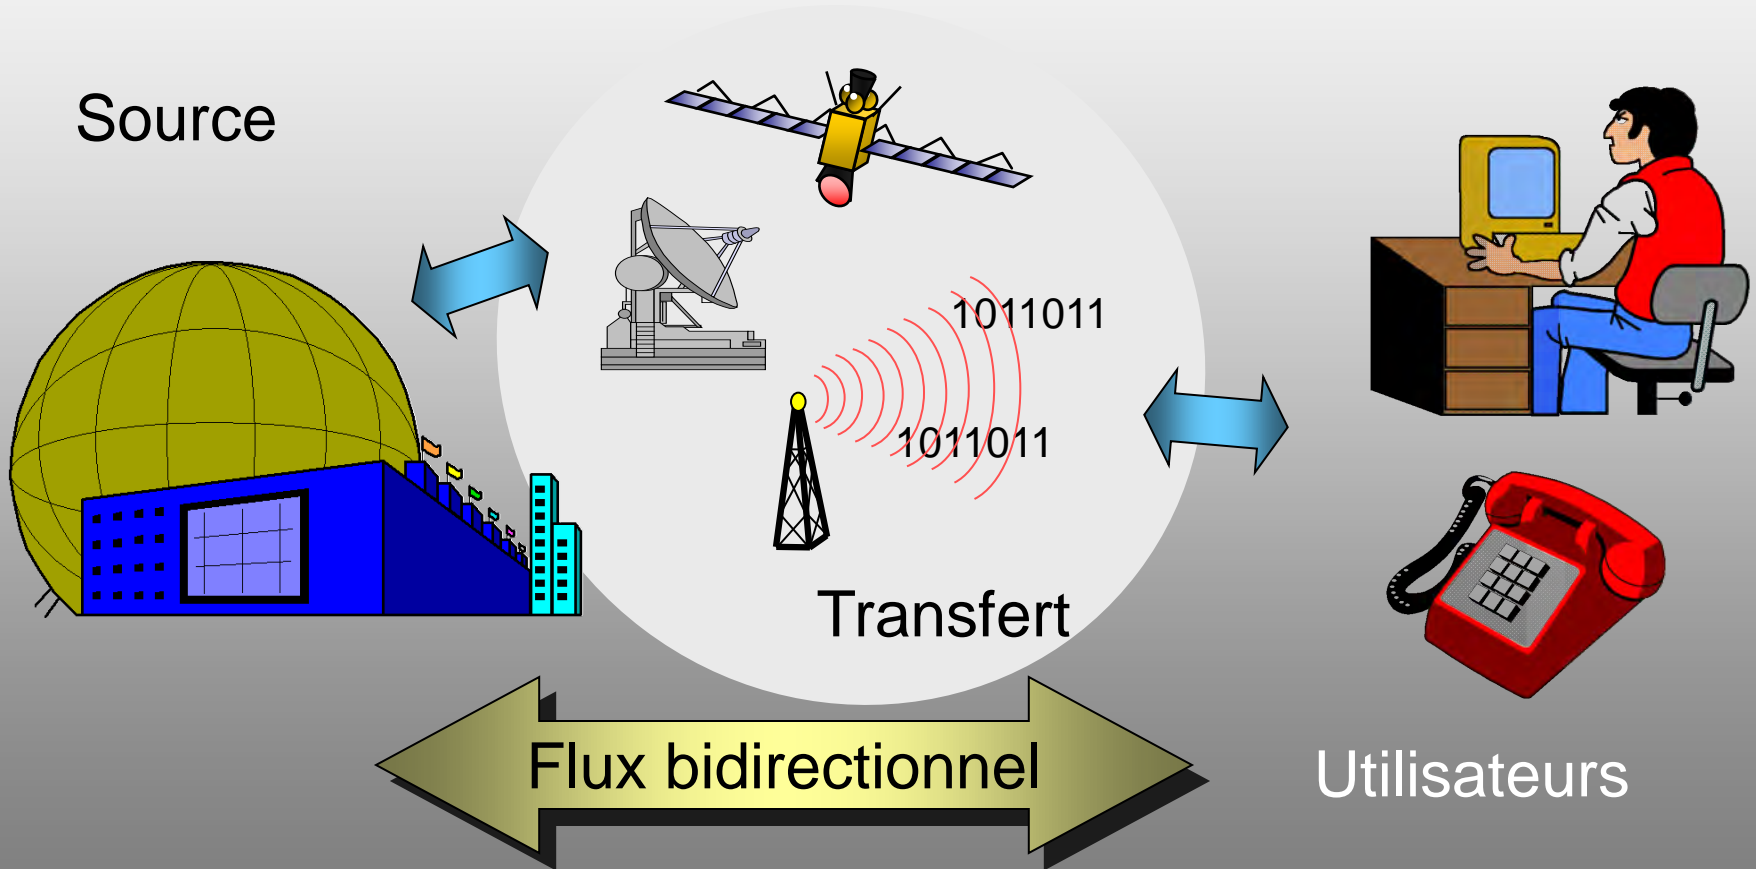 Source
1011011
1011011
Transfert
Flux bidirectionnel
Utilisateurs